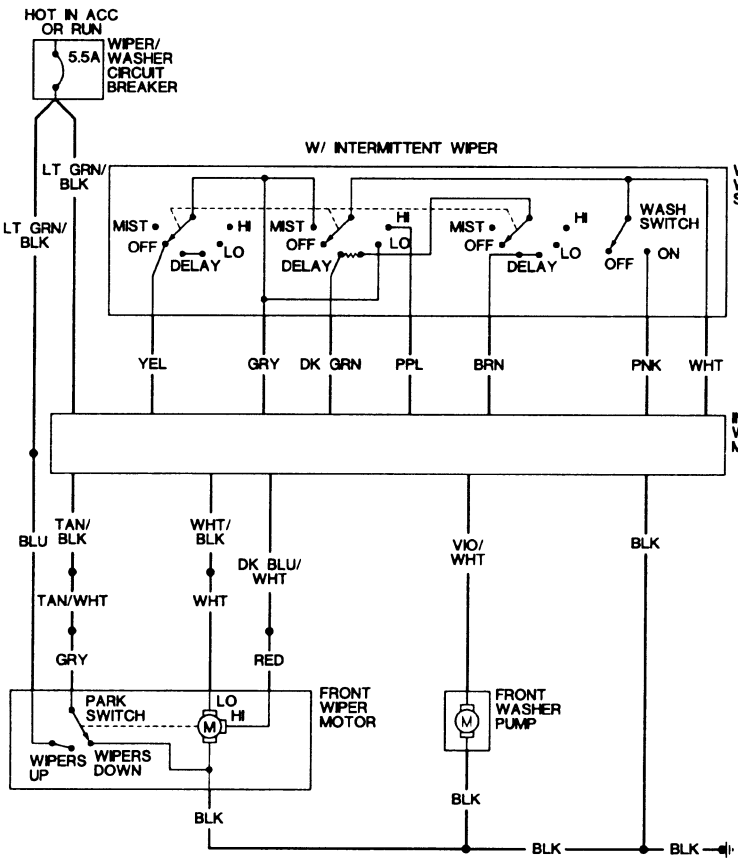 HOT IN ACC
OR RUN
5.5A
WIPER/
WASHER
CIRCUIT
BREAKER
W/ INTERMITTENT WIPER
LT GRN/
BLK
LT GRN/
BLK
MIST
OFF
HI
LO
DELAY
MIST
OFF
HI
LO
DELAY
MIST
OFF
HI
LO
DELAY
WASH
SWITCH
OFF
ON
YEL
GRY
DK GRN
PPL
BRN
PNK
WHT
BLU
TAN/
BLK
WHT/
BLK
DK BLU/
WHT
VIO/
WHT
BLK
TAN/WHT
WHT
GRY
RED
PARK
SWITCH
LO
HI
M
FRONT
WIPER
MOTOR
WIPERS
UP
WIPERS
DOWN
M
FRONT
WASHER
PUMP
BLK
BLK
BLK
BLK